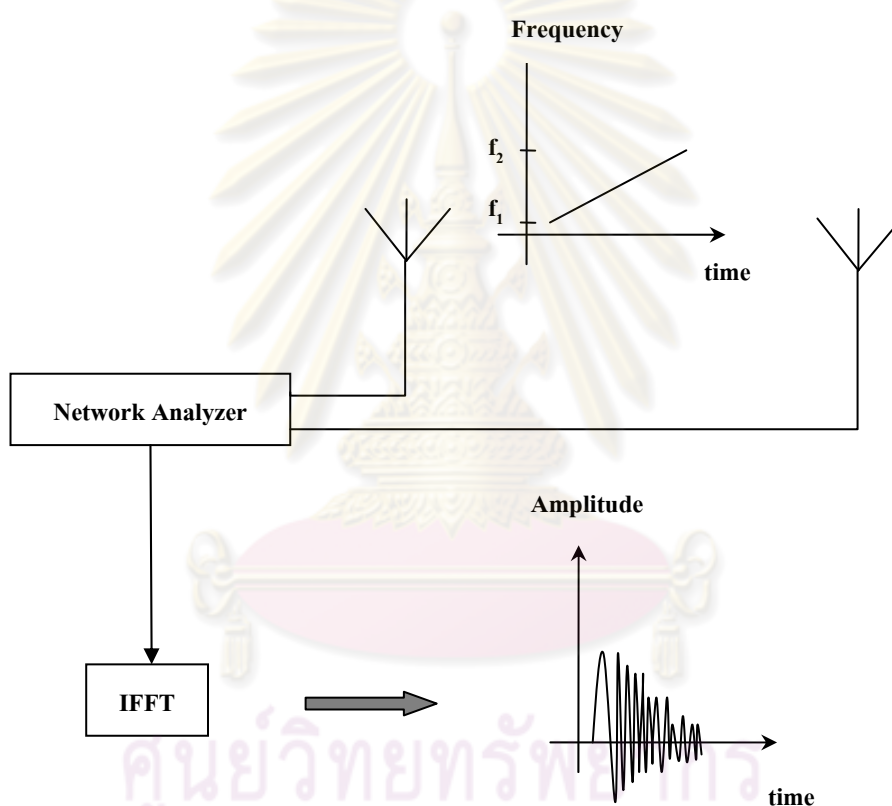 Frequency
f2
f1
time
Network Analyzer
Amplitude
IFFT
time
ศูนย์วิทยทรัพยากร